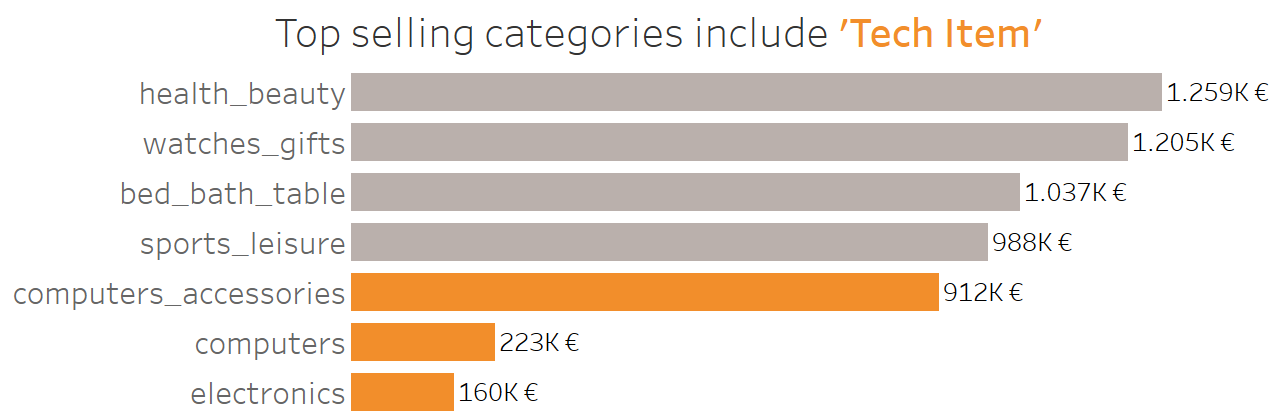 Top selling categories include ’Tech Item’
health_beauty 1.259K €
watches_gifts 1.205K €
bed_bath_table 1.037K €
sports_leisure 988K €
computers_accessories 912K €
computers 223K €
electronics 160K €